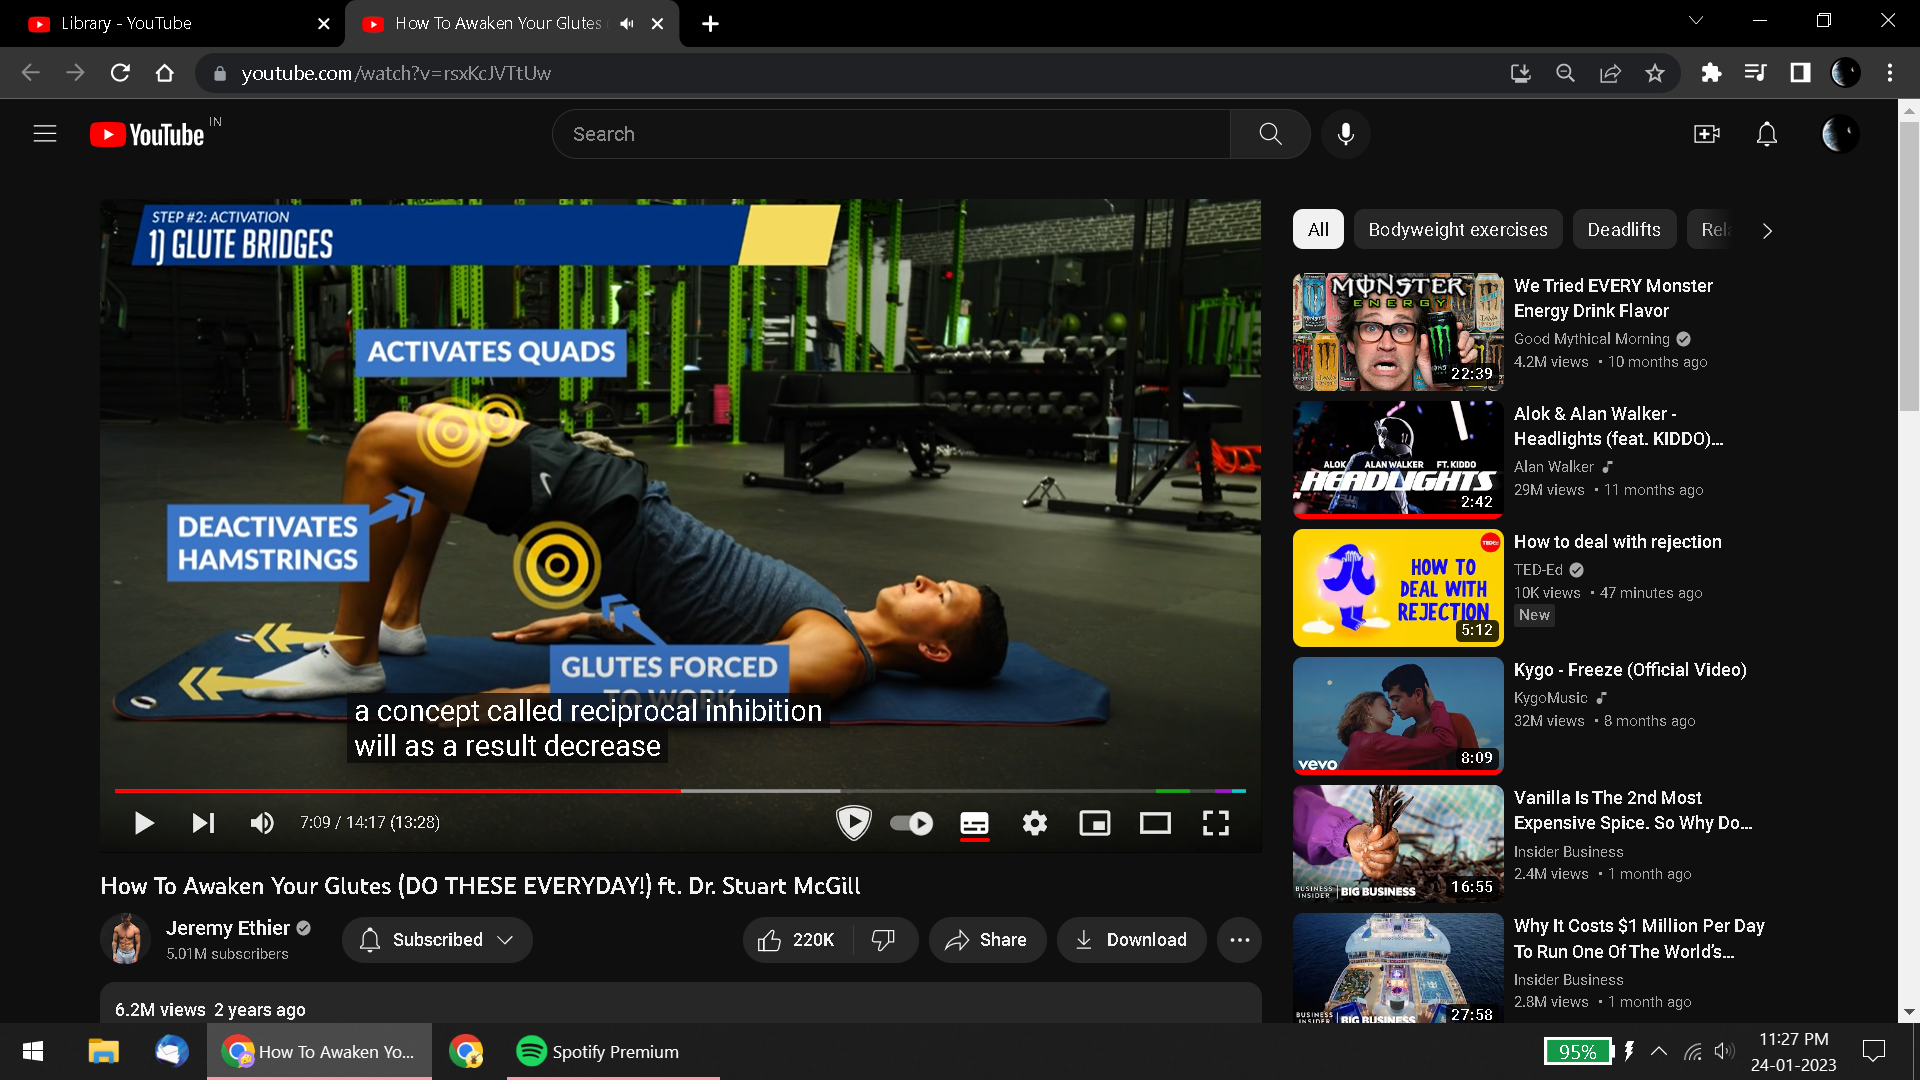 Library - YouTube
How To Awaken Your Glutes
youtube.com/watch?v=rsxKcJVTtUw
YouTube IN
Search
STEP #2: ACTIVATION
1) GLUTE BRIDGES
ACTIVATES QUADS
DEACTIVATES
HAMSTRINGS
GLUTES FORCED
TO WORK
a concept called reciprocal inhibition
will as a result decrease
7:09 / 14:17 (13:28)
How To Awaken Your Glutes (DO THESE EVERYDAY!) ft. Dr. Stuart McGill
Jeremy Ethier
5.01M subscribers
Subscribed
220K
Share
Download
6.2M views 2 years ago
All
Bodyweight exercises
Deadlifts
Rel
MONSTER
ENERGY
22:39
We Tried EVERY Monster
Energy Drink Flavor
Good Mythical Morning
4.2M views • 10 months ago
ALOK ALAN WALKER FT. KIDDO
HEADLIGHTS
2:42
Alok & Alan Walker -
Headlights (feat. KIDDO)...
Alan Walker
29M views • 11 months ago
TEDEd
HOW TO
DEAL WITH
REJECTION
5:12
How to deal with rejection
TED-Ed
10K views • 47 minutes ago
New
vevo
8:09
Kygo - Freeze (Official Video)
KygoMusic
32M views • 8 months ago
BUSINESS
INSIDER | BIG BUSINESS
16:55
Vanilla Is The 2nd Most
Expensive Spice. So Why Do...
Insider Business
2.4M views • 1 month ago
BUSINESS
INSIDER | BIG BUSINESS
27:58
Why It Costs $1 Million Per Day
To Run One Of The World's...
Insider Business
2.8M views • 1 month ago
How To Awaken Yo...
Spotify Premium
95%
11:27 PM
24-01-2023